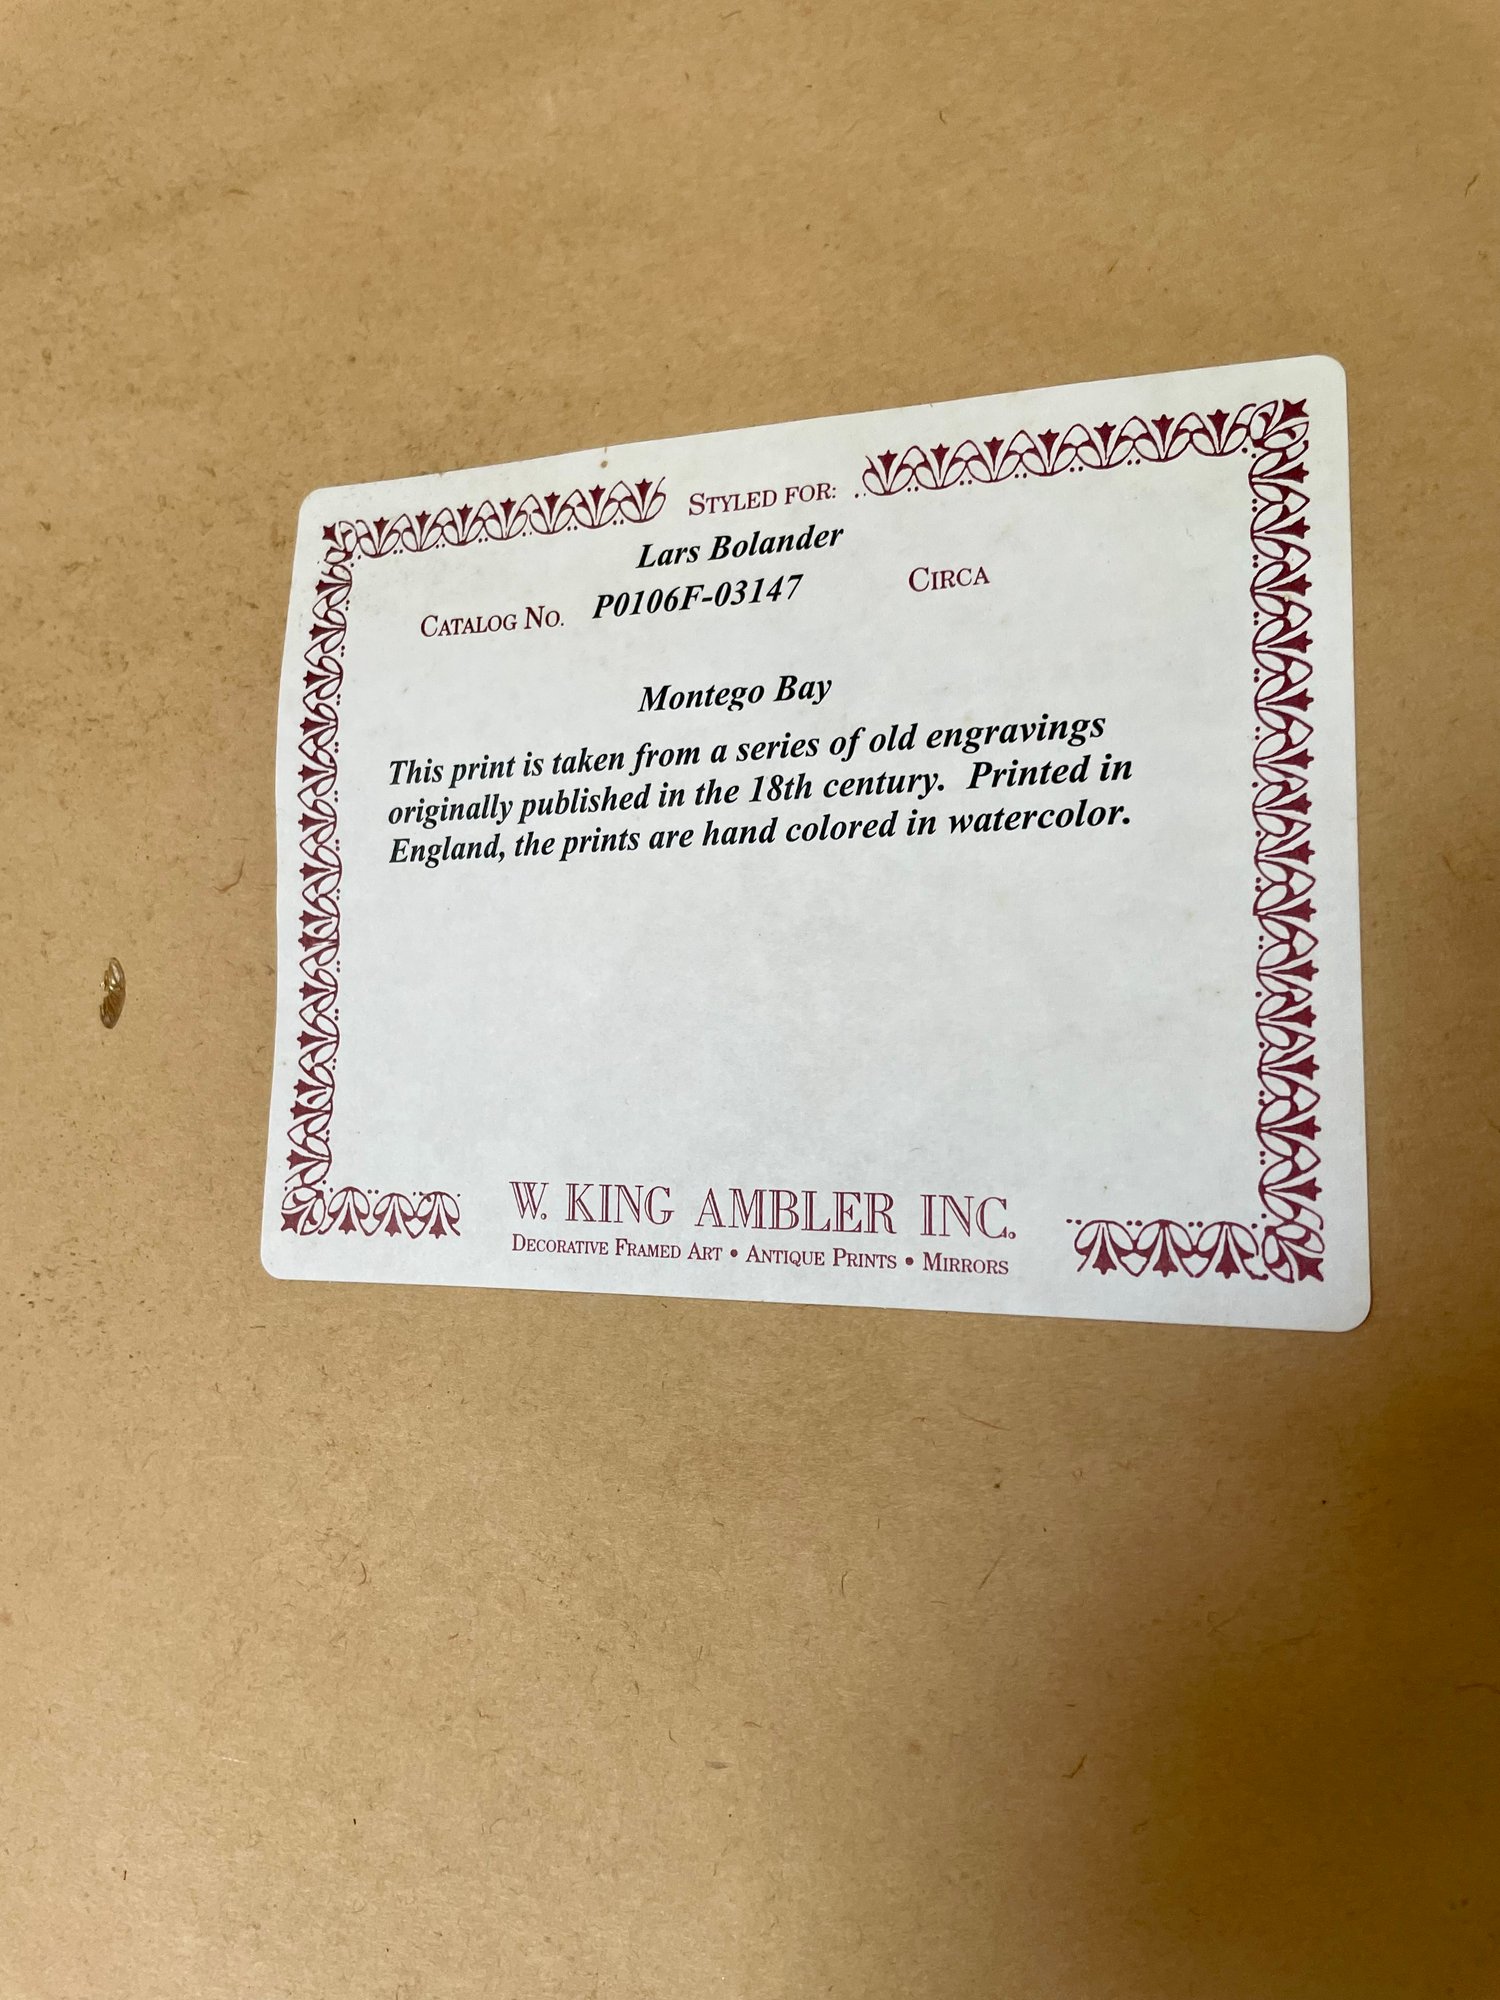 STYLED FOR:
Lars Bolander
CATALOG NO. P0106F-03147 CIRCA
Montego Bay
This print is taken from a series of old engravings
originally published in the 18th century. Printed in
England, the prints are hand colored in watercolor.
W. KING AMBLER INC.
DECORATIVE FRAMED ART • ANTIQUE PRINTS • MIRRORS